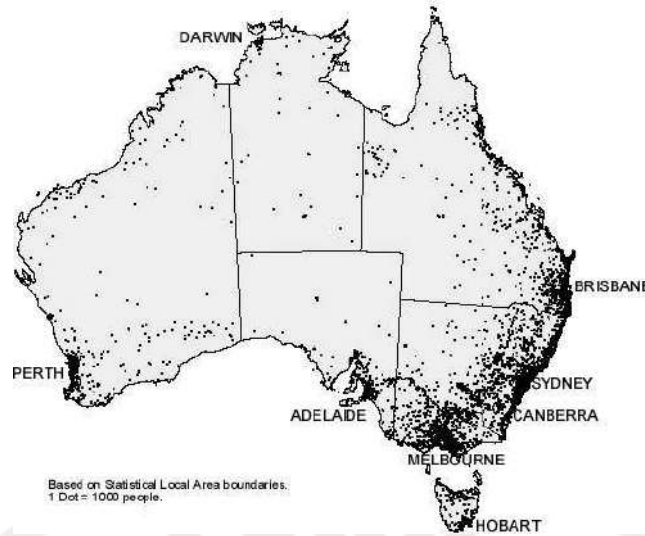 DARWIN
BRISBANE
PERTH
SYDNEY
ADELAIDE
CANBERRA
MELBOURNE
Based on Statistical Local Area boundaries.
1 Dot = 1000 people.
HOBART